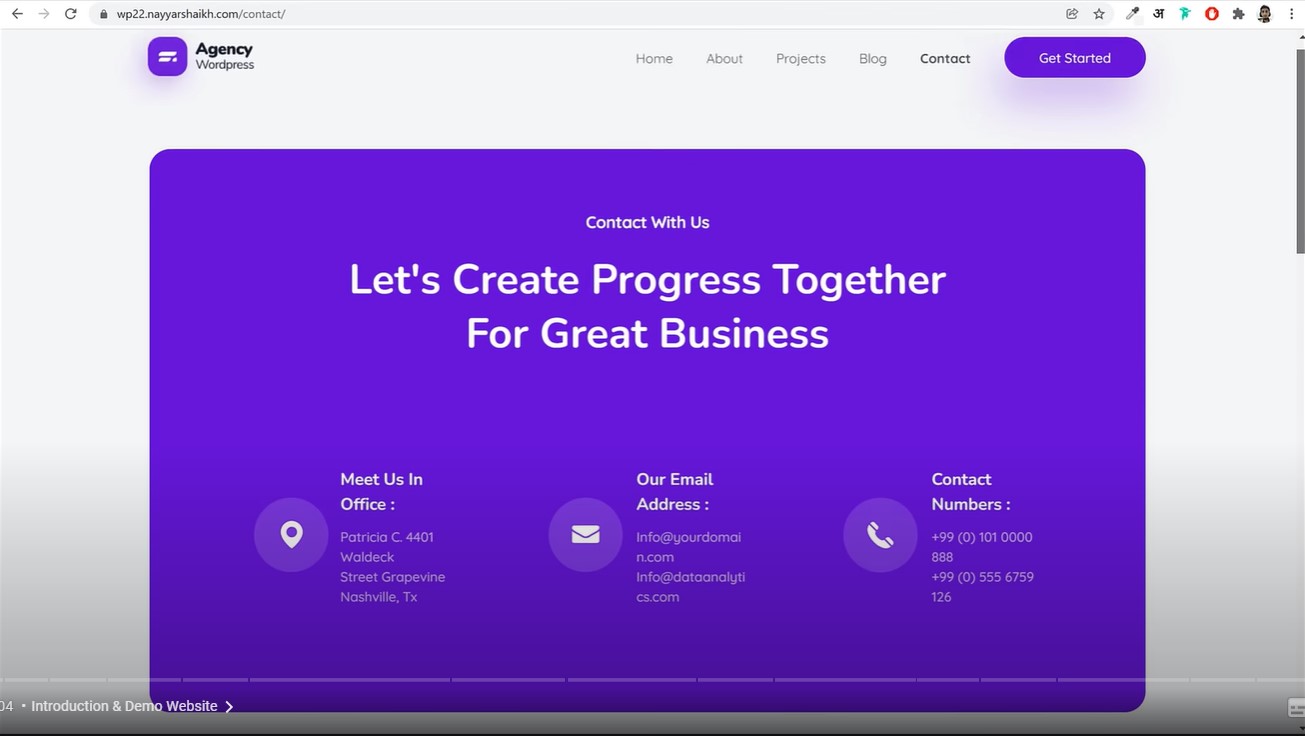 wp22.nayyarshaikh.com/contact/
अ
Agency
Wordpress
Home About Projects Blog Contact Get Started
Contact With Us
Let's Create Progress Together
For Great Business
Meet Us In
Office :
Patricia C. 4401
Waldeck
Street Grapevine
Nashville, Tx
Our Email
Address :
Info@yourdomai
n.com
Info@dataanalyti
cs.com
Contact
Numbers :
+99 (0) 101 0000
888
+99 (0) 555 6759
126
04 • Introduction & Demo Website